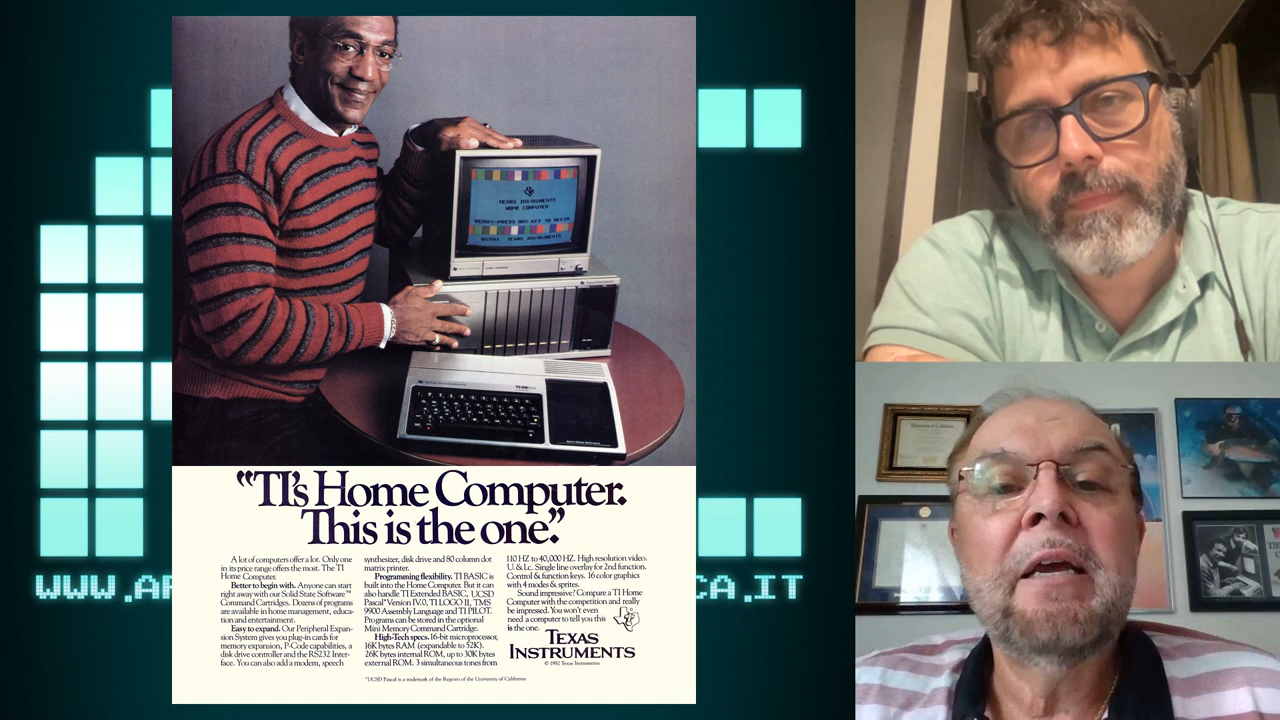 TEXAS INSTRUMENTS
HOME COMPUTER
READY-PRESS ANY KEY TO BEGIN
©1981 TEXAS INSTRUMENTS
“TI’s Home Computer.
This is the one.”
A lot of computers offer a lot. Only one
in its price range offers the most. The TI
Home Computer.
Better to begin with. Anyone can start
right away with our Solid State Software™
Command Cartridges. Dozens of programs
are available in home management, educa-
tion and entertainment.
Easy to expand. Our Peripheral Expan-
sion System gives you plug-in cards for
memory expansion, P-Code capabilities, a
disk drive controller and the RS232 Inter-
face. You can also add a modem, speech
synthesizer, disk drive and 80 column dot
matrix printer.
Programming flexibility. TI BASIC is
built into the Home Computer. But it can
also handle TI Extended BASIC, UCSD
Pascal* Version IV.0, TI LOGO II, TMS
9900 Assembly Language and TI PILOT.
Programs can be stored in the optional
Mini Memory Command Cartridge.
High-Tech specs. 16-bit microprocessor,
16K bytes RAM (expandable to 52K).
26K bytes internal ROM, up to 30K bytes
external ROM. 3 simultaneous tones from
110 HZ to 40,000 HZ. High resolution video.
U. & l.c. Single line overlay for 2nd function.
Control & function keys. 16 color graphics
with 4 modes & sprites.
Sound impressive? Compare a TI Home
Computer with the competition and really
be impressed. You won't even
need a computer to tell you this
is the one.
TEXAS
INSTRUMENTS
© 1982 Texas Instruments
*UCSD Pascal is a trademark of the Regents of the University of California
WWW.AR
CA.IT
University of California